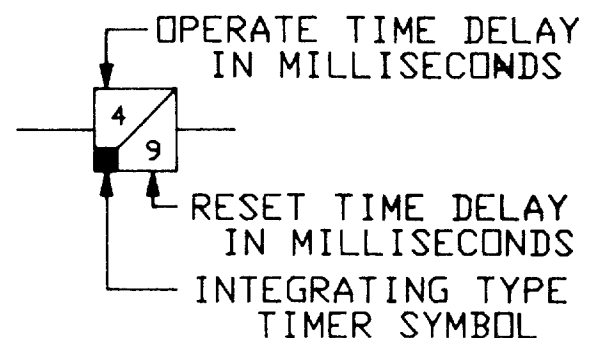 OPERATE TIME DELAY
IN MILLISECONDS
4
9
RESET TIME DELAY
IN MILLISECONDS
INTEGRATING TYPE
TIMER SYMBOL